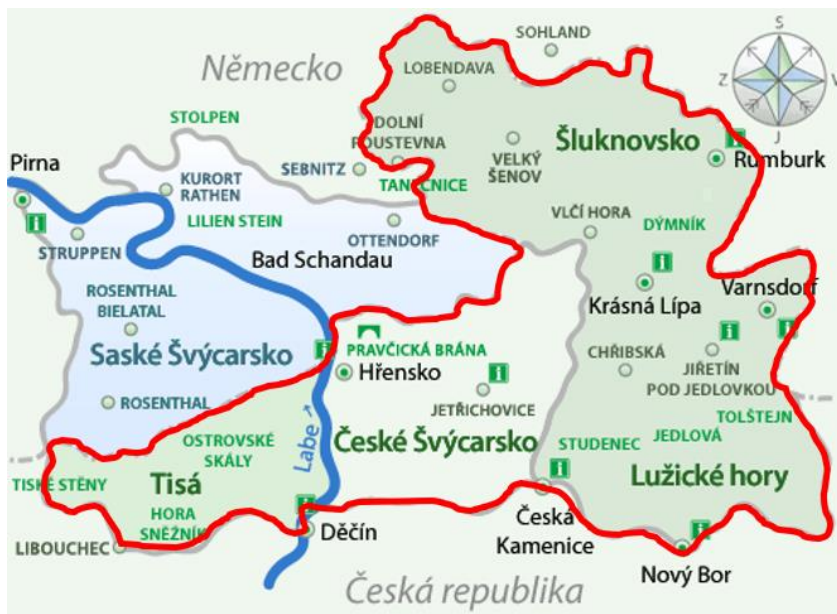 S
Z
V
J
SOHLAND
Německo
LOBENDAVA
STOLPEN
DOLNÍ
POUSTEVNA
Šluknovsko
Pirna
SEBNITZ
VELKÝ
ŠENOV
Rumburk
KURORT
RATHEN
TANEČNICE
LILIEN STEIN
OTTENDORF
VLČÍ HORA
DÝMNÍK
STRUPPEN
Bad Schandau
ROSENTHAL
BIELATAL
Krásná Lípa
Varnsdorf
Saské Švýcarsko
PRAVČICKÁ BRÁNA
CHŘIBSKÁ
JIŘETÍN
POD JEDLOVKOU
Hřensko
ROSENTHAL
JETŘICHOVICE
TOLŠTEJN
Labe
OSTROVSKÉ
SKÁLY
České Švýcarsko
STUDENEC
JEDLOVÁ
TISKÉ STĚNY
Tisá
Lužické hory
HORA
SNĚŽNÍK
Děčín
Česká
Kamenice
LIBOUCHEC
Nový Bor
Česká republika